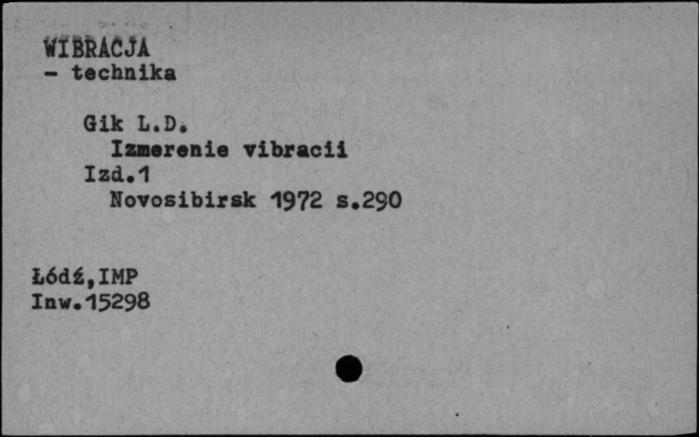 WIBRACJA
- technika
Gik L.D.
Izmerenie vibracii
Izd.1
Novosibirsk 1972 s.290
Łódź,IMP
Inw.15298